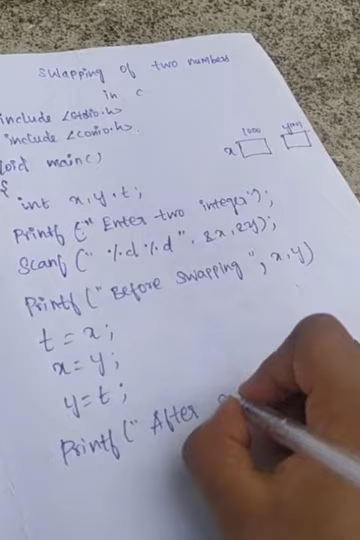 Swapping of two numbers
in c
include <stdio.h>
include <conio.h>
void main()
{
int x, y, t;
Printf (" Enter two integer");
Scanf (" %d %d ", &x, &y);
Printf (" Before Swapping ", x, y)
t = x;
x = y;
y = t;
Printf (" After
x
1000